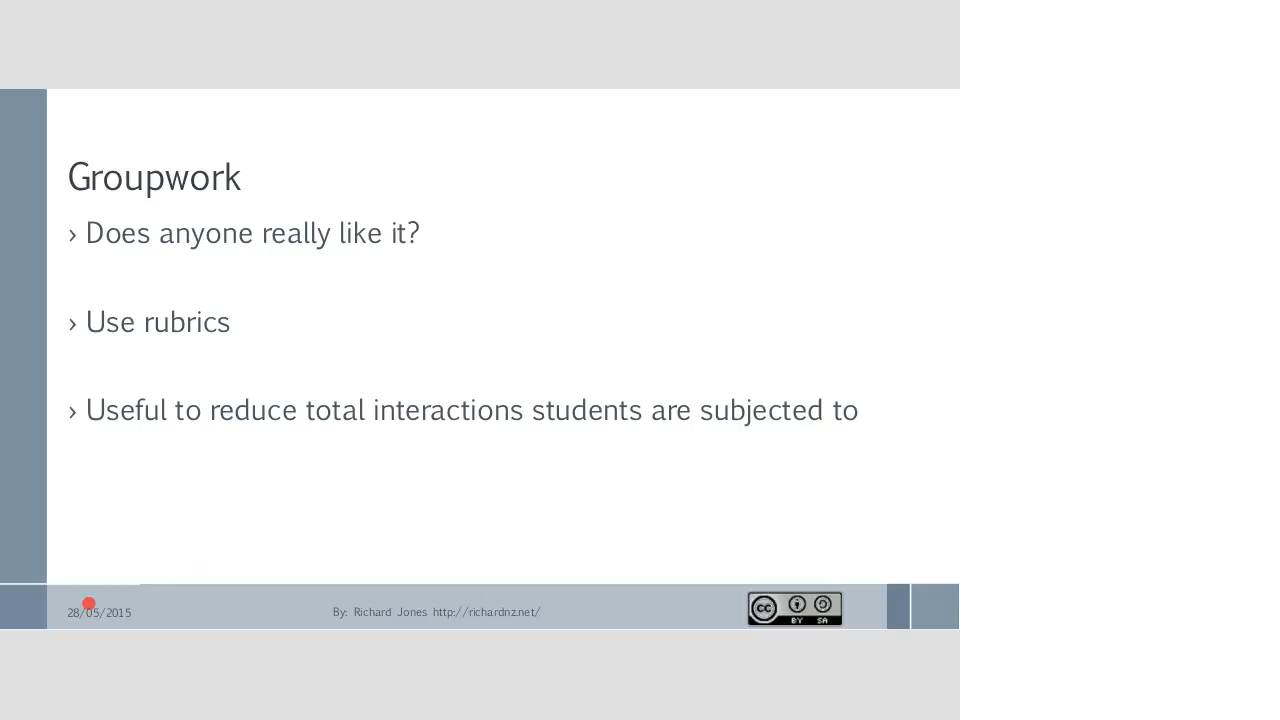 Groupwork
› Does anyone really like it?
› Use rubrics
› Useful to reduce total interactions students are subjected to
28/05/2015
By: Richard Jones http://richardnz.net/
cc
BY SA